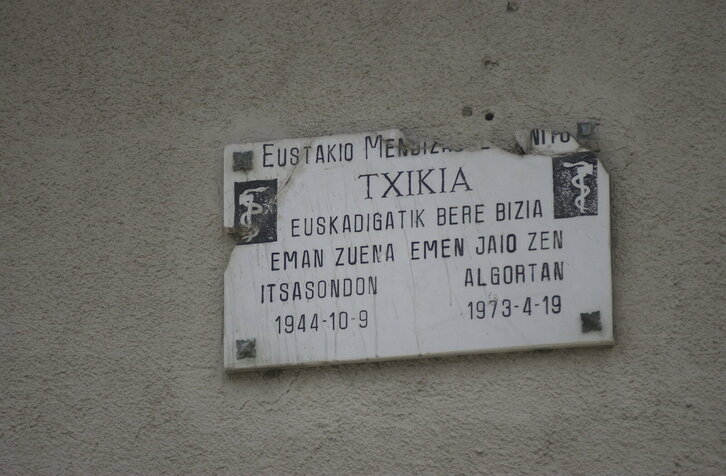 EUSTAKIO
TXIKIA
EUSKADIGATIK BERE BIZIA
EMAN ZUENA EMEN JAIO ZEN
ITSASONDON ALGORTAN
1944-10-9 1973-4-19